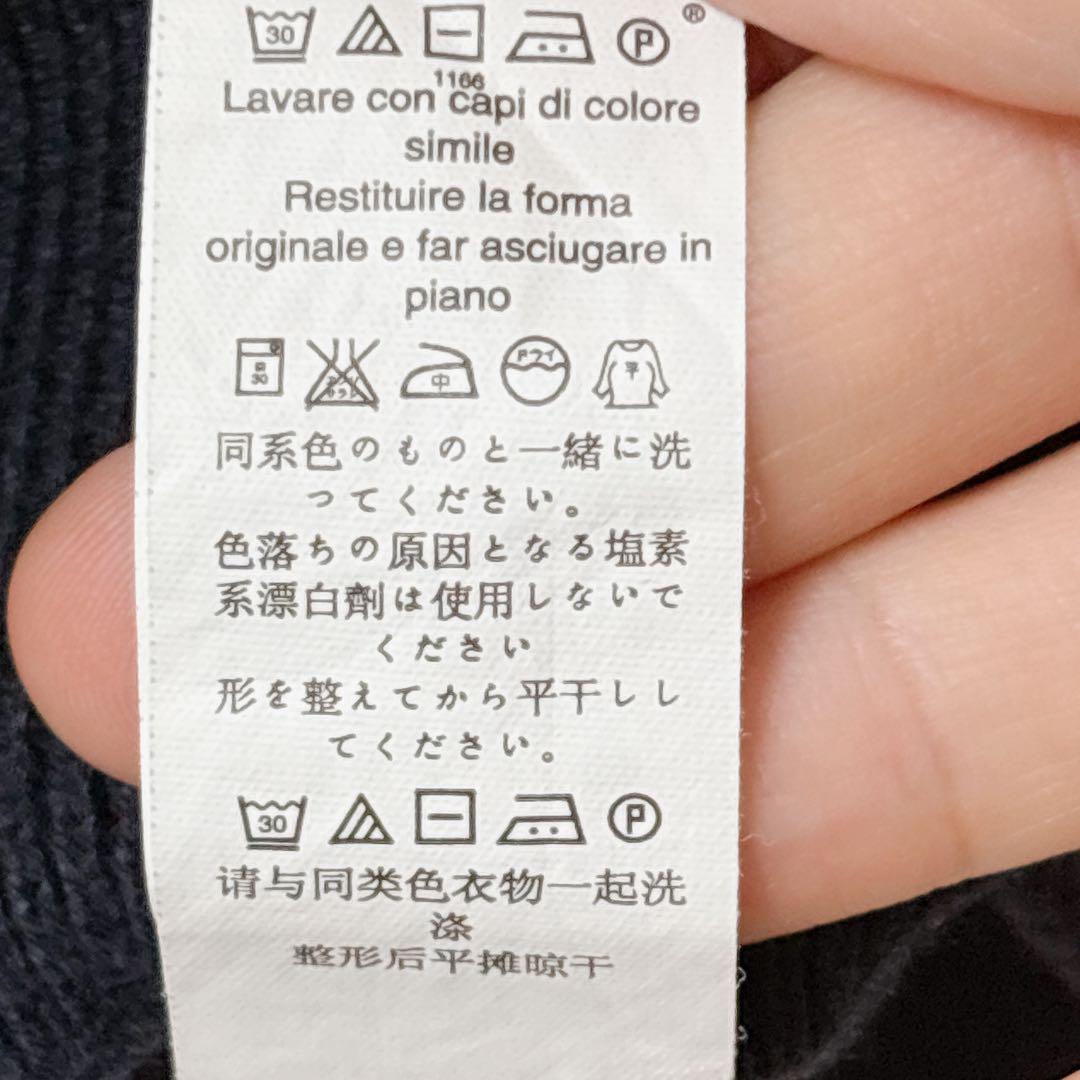 30 P ®
1166
Lavare con capi di colore
simile
Restituire la forma
originale e far asciugare in
piano
30 中 ドライ 平
同系色のものと一緒に洗
ってください。
色落ちの原因となる塩素
系漂白劑は使用しないで
ください
形を整えてから平干しし
てください。
30 P
请与同类色衣物一起洗
涤
整形后平摊晾干